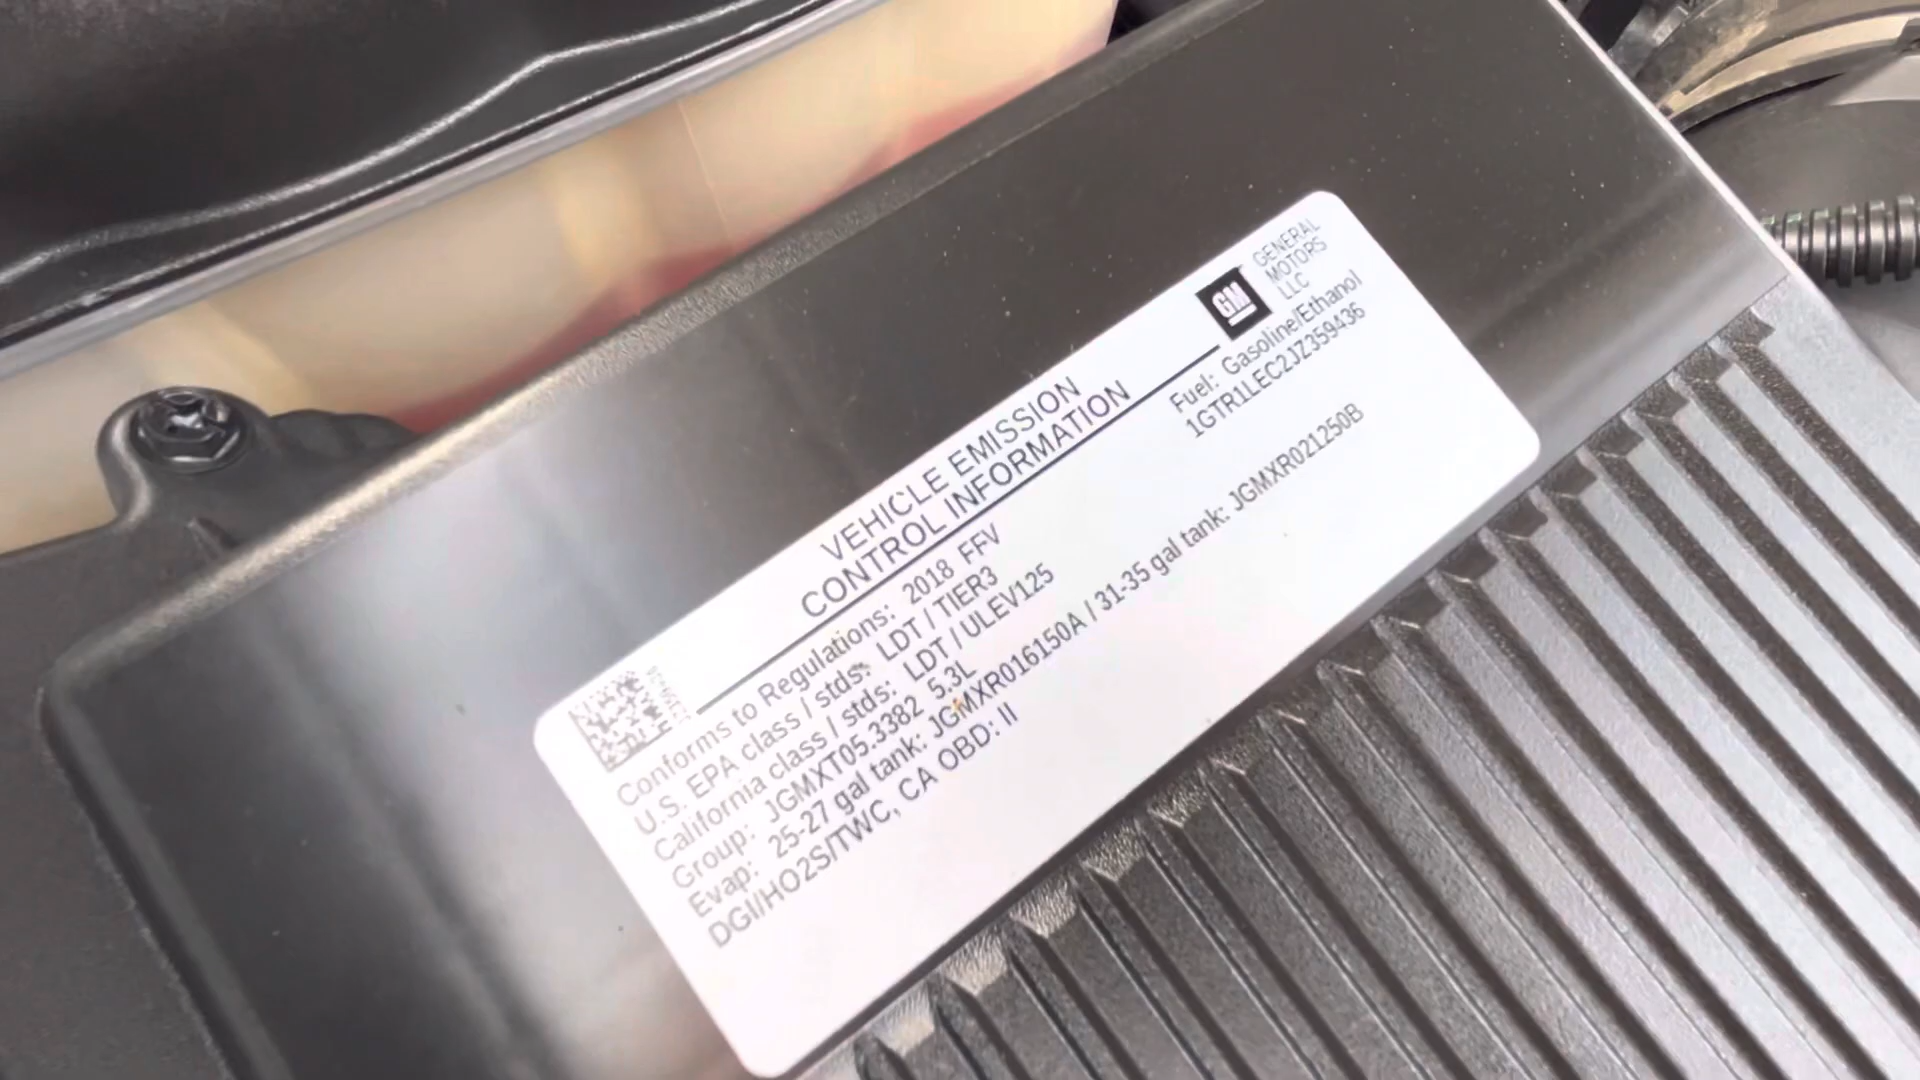 GM
GENERAL
MOTORS
LLC
VEHICLE EMISSION
CONTROL INFORMATION
Fuel: Gasoline/Ethanol
1GTR1LEC2JZ359436
Conforms to Regulations: 2018 FFV
U.S. EPA class / stds: LDT / TIER3
California class / stds: LDT / ULEV125
Group: JGMXT05.3382 5.3L
Evap: 25-27 gal tank: JGMXR016150A / 31-35 gal tank: JGMXR021250B
DGI/HO2S/TWC, CA OBD: II